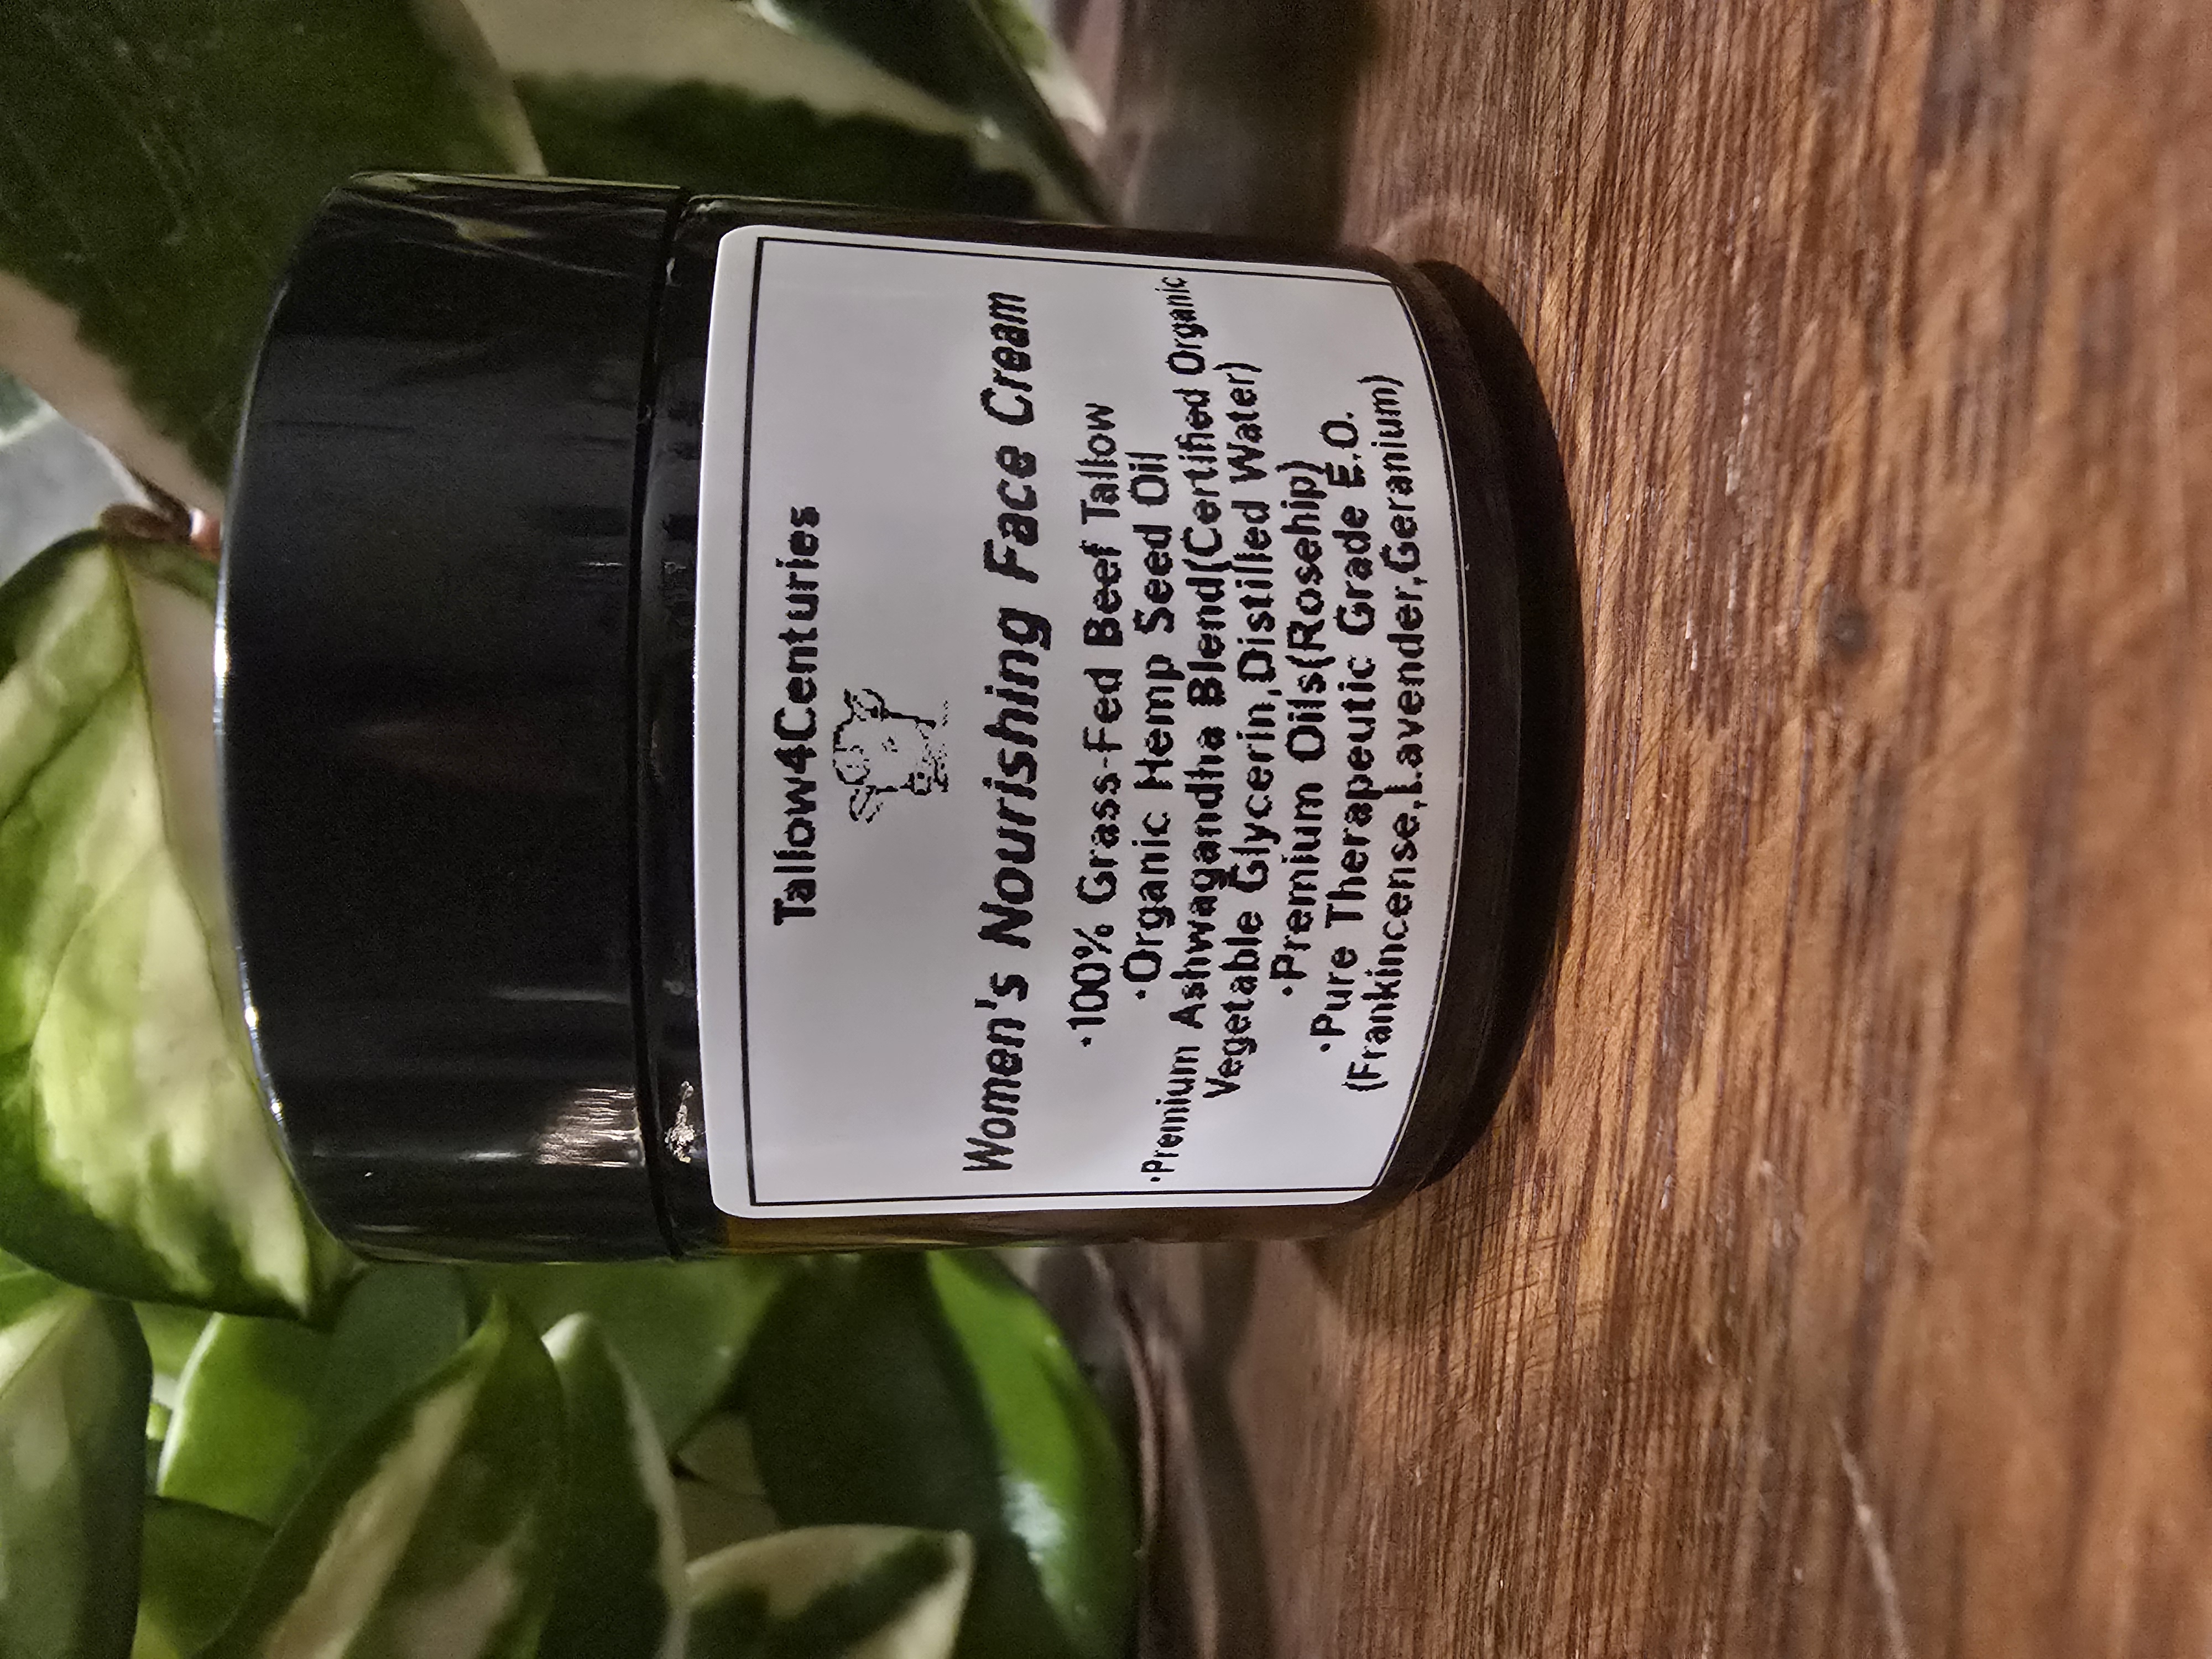 Tallow4Centuries
Women's Nourishing Face Cream
·100% Grass-Fed Beef Tallow
·Organic Hemp Seed Oil
·Premium Ashwagandha Blend(Certified Organic
Vegetable Glycerin,Distilled Water)
·Premium Oils(Rosehip)
·Pure Therapeutic Grade E.O.
(Frankincense,Lavender,Geranium)